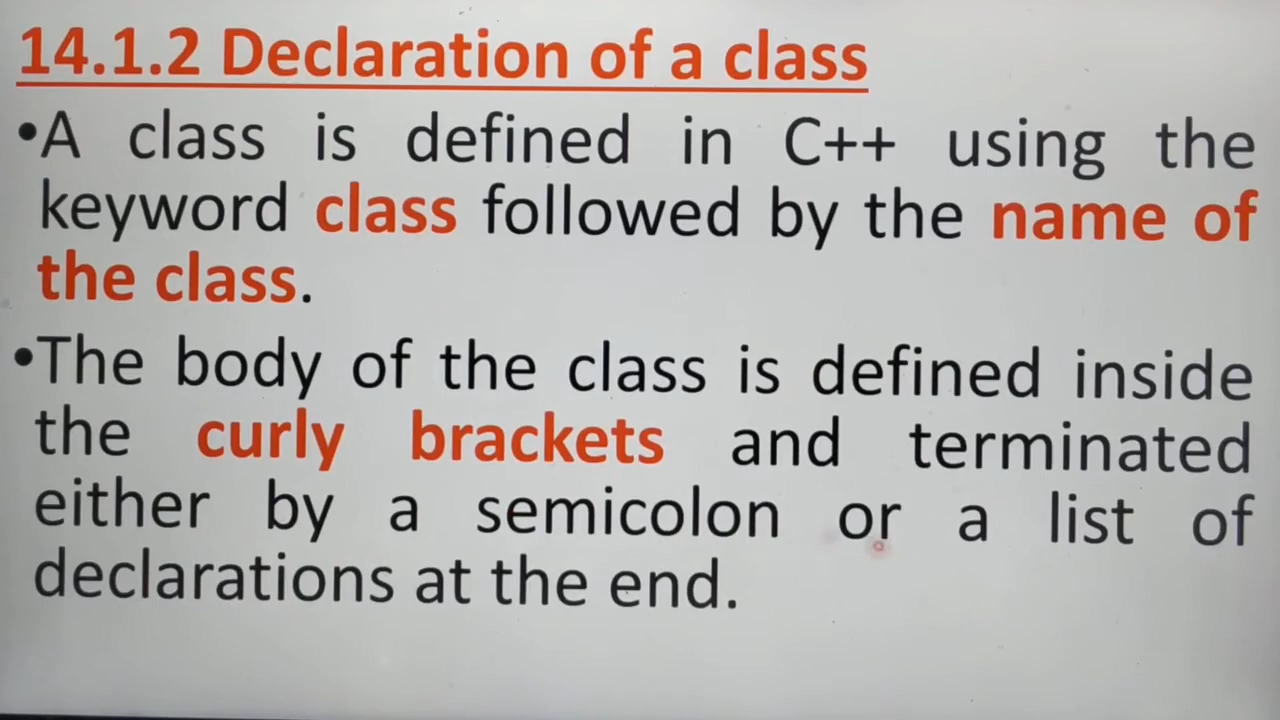 14.1.2 Declaration of a class
•A class is defined in C++ using the
keyword class followed by the name of
the class.
•The body of the class is defined inside
the curly brackets and terminated
either by a semicolon or a list of
declarations at the end.